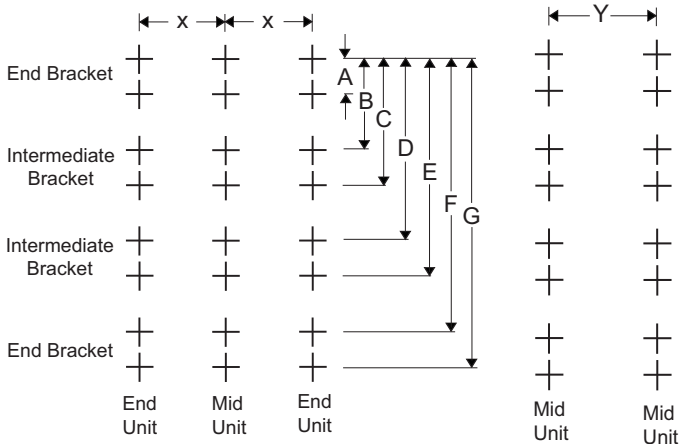 x x
Y
End Bracket
A
B
C
Intermediate
Bracket
D
E
F
G
Intermediate
Bracket
End Bracket
End
Unit
Mid
Unit
End
Unit
Mid
Unit
Mid
Unit